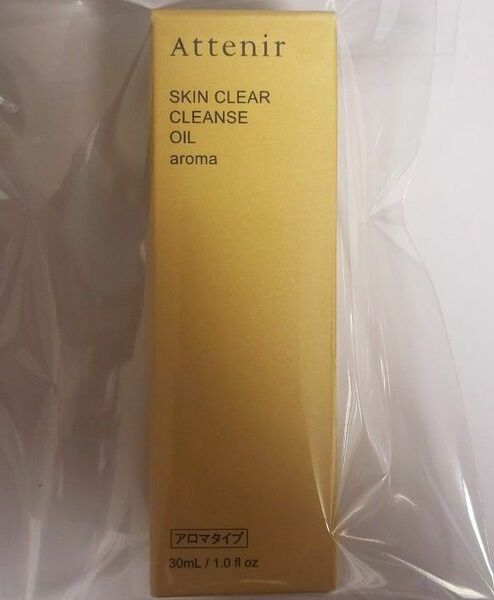 Attenir
SKIN CLEAR
CLEANSE
OIL
aroma
アロマタイプ
30mL / 1.0 fl oz